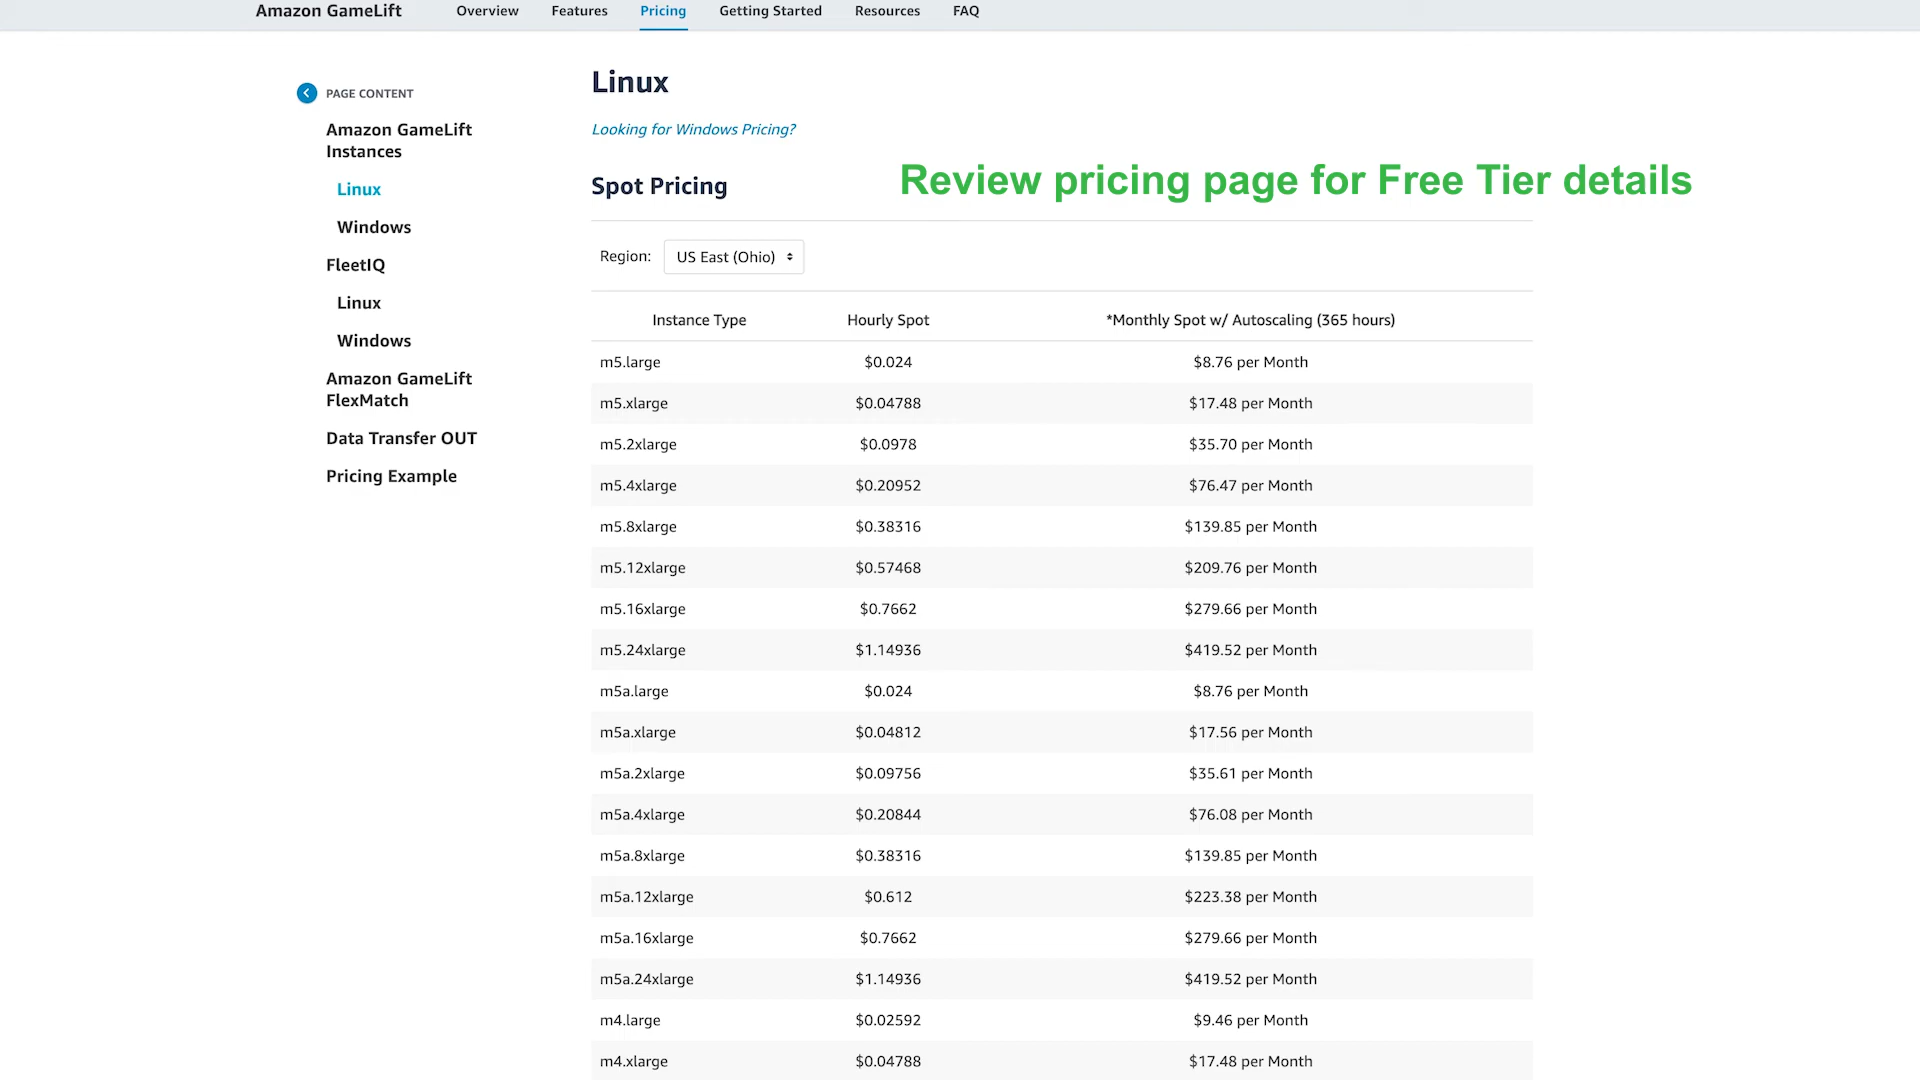 Amazon GameLift Overview Features Pricing Getting Started Resources FAQ
PAGE CONTENT
Amazon GameLift
Instances
Linux
Windows
FleetIQ
Linux
Windows
Amazon GameLift
FlexMatch
Data Transfer OUT
Pricing Example
Linux
Looking for Windows Pricing?
Review pricing page for Free Tier details
Spot Pricing
Region: US East (Ohio)
Instance Type Hourly Spot *Monthly Spot w/ Autoscaling (365 hours)
m5.large $0.024 $8.76 per Month
m5.xlarge $0.04788 $17.48 per Month
m5.2xlarge $0.0978 $35.70 per Month
m5.4xlarge $0.20952 $76.47 per Month
m5.8xlarge $0.38316 $139.85 per Month
m5.12xlarge $0.57468 $209.76 per Month
m5.16xlarge $0.7662 $279.66 per Month
m5.24xlarge $1.14936 $419.52 per Month
m5a.large $0.024 $8.76 per Month
m5a.xlarge $0.04812 $17.56 per Month
m5a.2xlarge $0.09756 $35.61 per Month
m5a.4xlarge $0.20844 $76.08 per Month
m5a.8xlarge $0.38316 $139.85 per Month
m5a.12xlarge $0.612 $223.38 per Month
m5a.16xlarge $0.7662 $279.66 per Month
m5a.24xlarge $1.14936 $419.52 per Month
m4.large $0.02592 $9.46 per Month
m4.xlarge $0.04788 $17.48 per Month